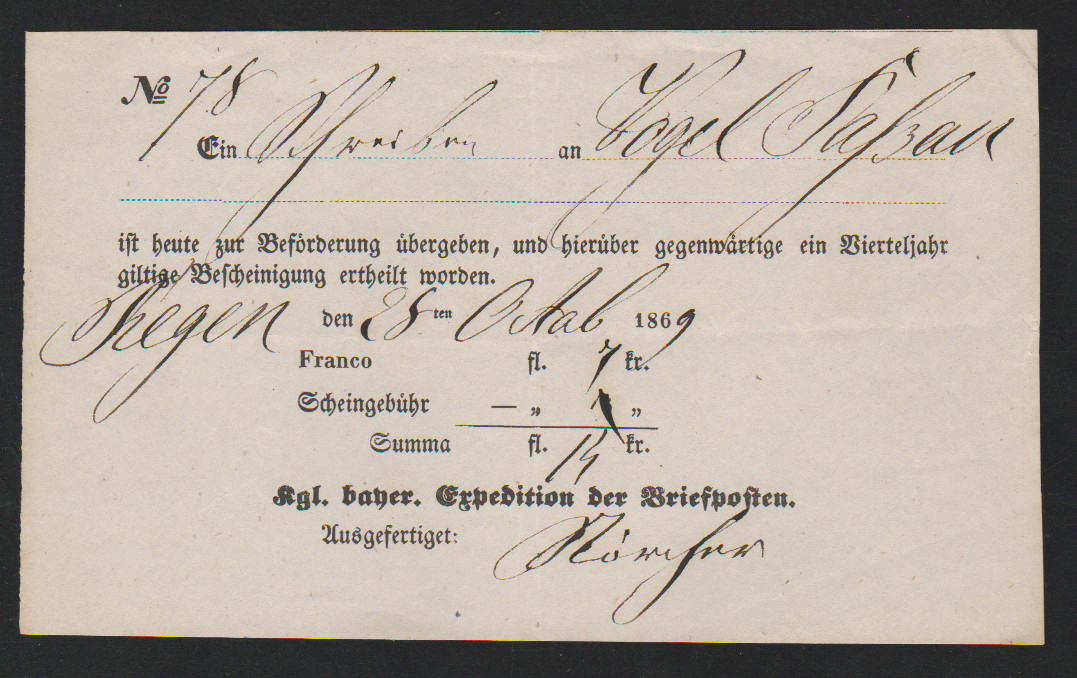 No 78
Ein Schreiben an Vogel Paßau
ist heute zur Beförderung übergeben, und hierüber gegenwärtige ein Vierteljahr
giltige Bescheinigung ertheilt worden.
Regen den 28ten Octob 1869
Franco fl. 7 kr.
Scheingebühr — „ „
Summa fl. kr.
Kgl. bayer. Expedition der Briefposten.
Ausgefertiget: